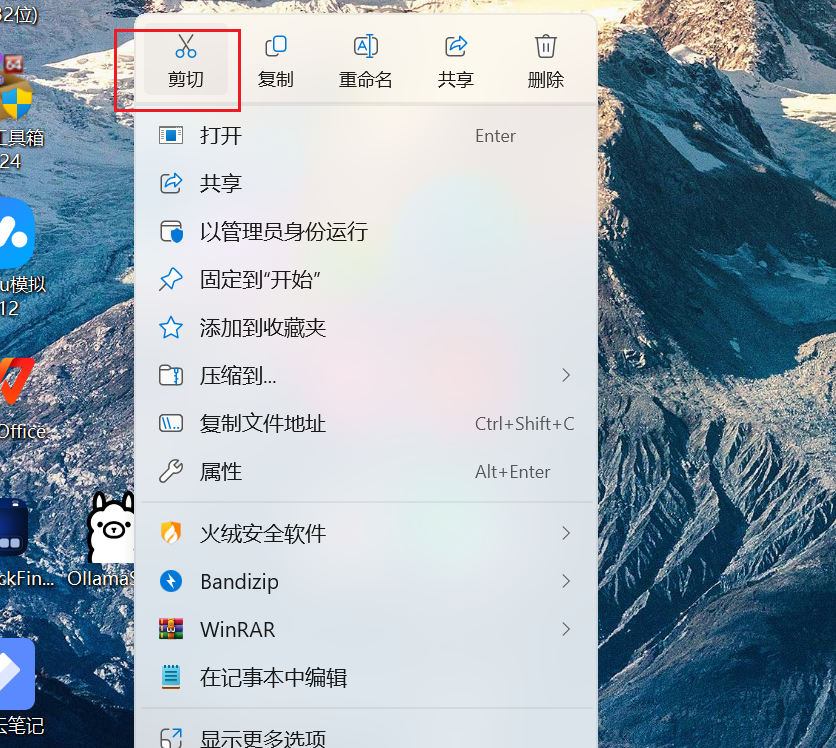 32位)
剪切 复制 重命名 共享 删除
打开 Enter
工具箱
24
共享
以管理员身份运行
固定到“开始”
u模拟
12
添加到收藏夹
压缩到...
复制文件地址 Ctrl+Shift+C
Office
属性 Alt+Enter
火绒安全软件
ckFin... OllamaS
Bandizip
WinRAR
在记事本中编辑
云笔记
显示更多选项